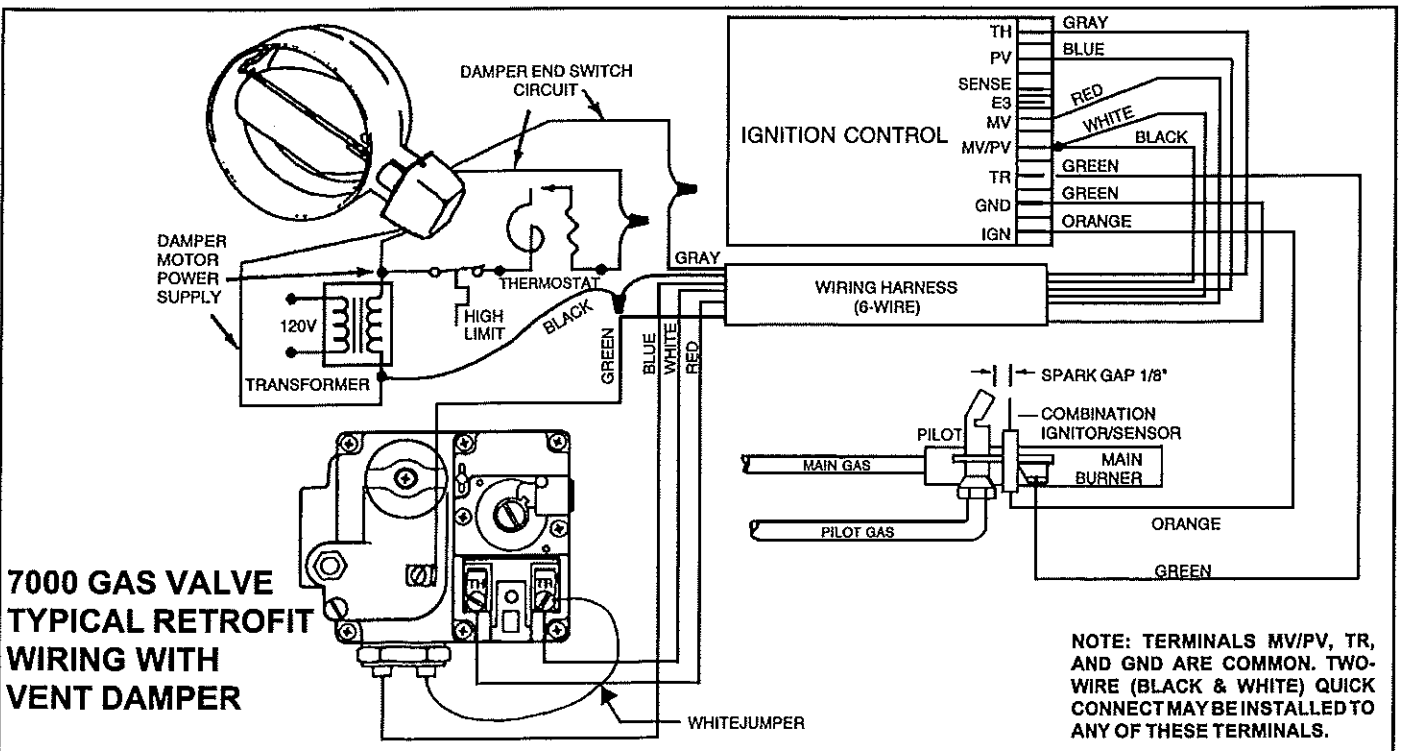 DAMPER END SWITCH
CIRCUIT
IGNITION CONTROL
TH
PV
SENSE
E3
MV
MV/PV
TR
GND
IGN
GRAY
BLUE
RED
WHITE
BLACK
GREEN
GREEN
ORANGE
DAMPER
MOTOR
POWER
SUPPLY
120V
TRANSFORMER
HIGH
LIMIT
THERMOSTAT
BLACK
GRAY
GREEN
BLUE
WHITE
RED
WIRING HARNESS
(6-WIRE)
SPARK GAP 1/8"
COMBINATION
IGNITOR/SENSOR
PILOT
MAIN GAS
MAIN
BURNER
PILOT GAS
ORANGE
GREEN
TH
TR
WHITEJUMPER
7000 GAS VALVE
TYPICAL RETROFIT
WIRING WITH
VENT DAMPER
NOTE: TERMINALS MV/PV, TR,
AND GND ARE COMMON. TWO-
WIRE (BLACK & WHITE) QUICK
CONNECT MAY BE INSTALLED TO
ANY OF THESE TERMINALS.